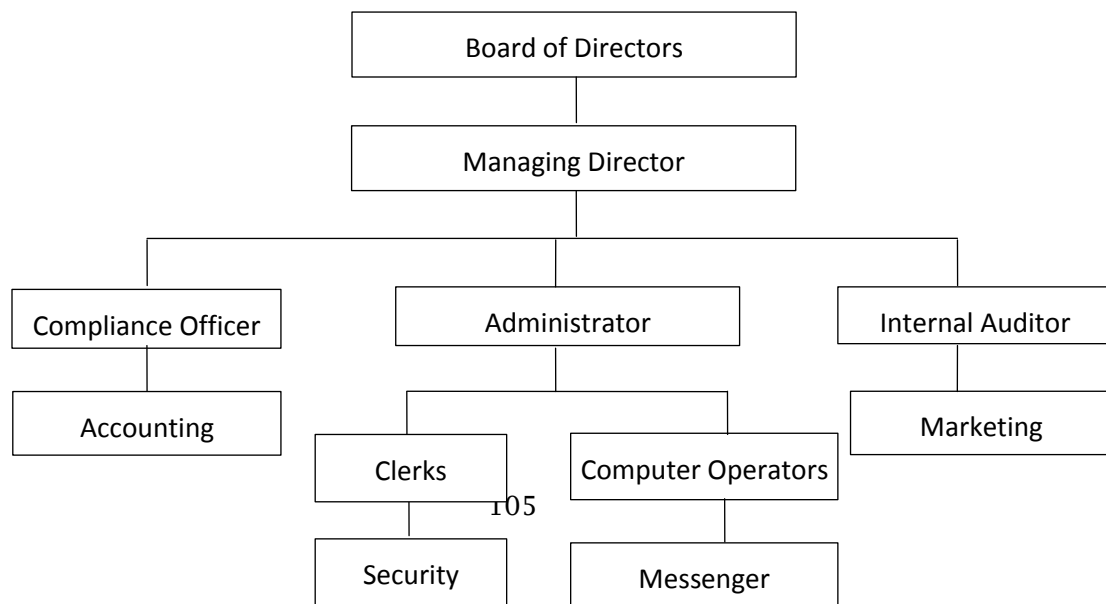 Board of Directors
Managing Director
Compliance Officer
Administrator
Internal Auditor
Accounting
Marketing
Clerks
Computer Operators
105
Security
Messenger